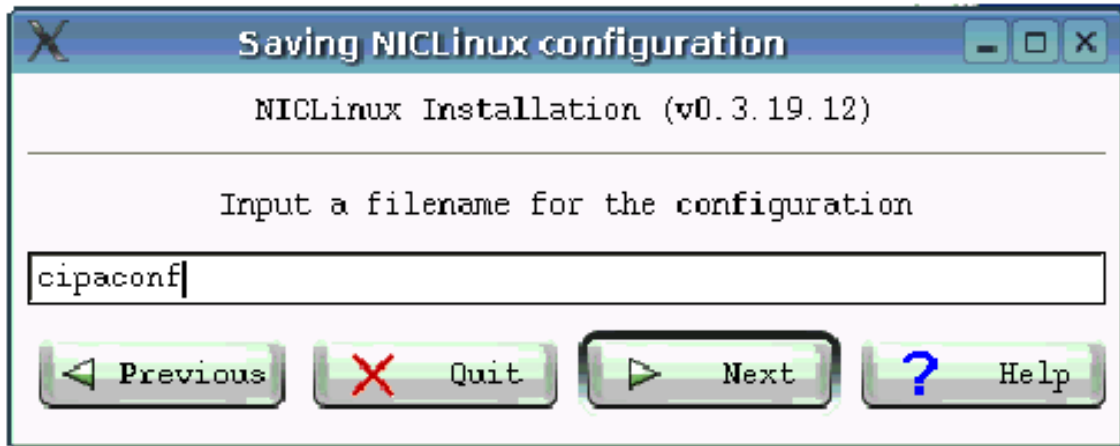 Saving NICLinux configuration
NICLinux Installation (v0.3.19.12)
Input a filename for the configuration
cipaconf
Previous Quit Next Help